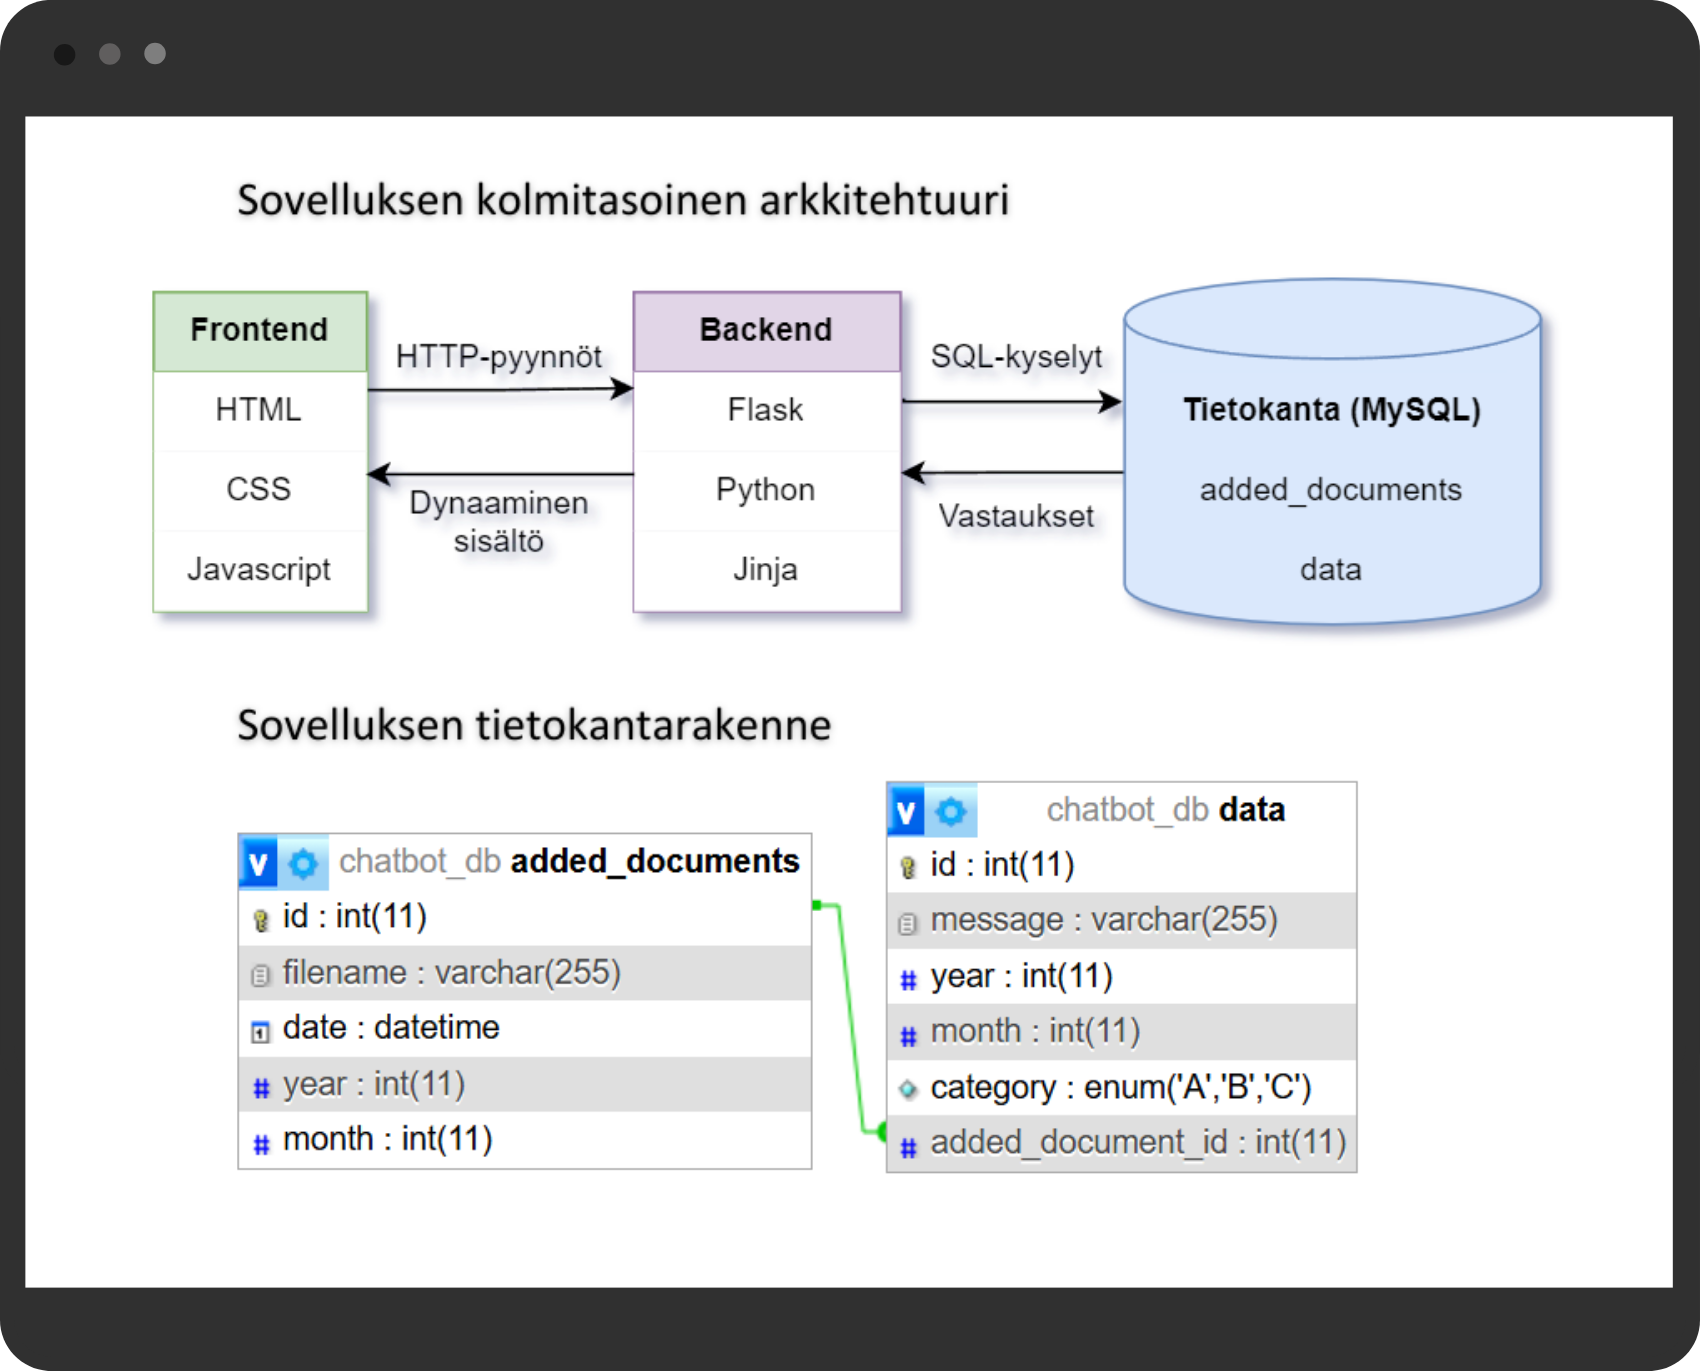 Sovelluksen kolmitasoinen arkkitehtuuri
Frontend
HTML
CSS
Javascript
HTTP-pyynnöt
Dynaaminen
sisältö
Backend
Flask
Python
Jinja
SQL-kyselyt
Vastaukset
Tietokanta (MySQL)
added_documents
data
Sovelluksen tietokantarakenne
v chatbot_db added_documents
id : int(11)
filename : varchar(255)
date : datetime
# year : int(11)
# month : int(11)
v chatbot_db data
id : int(11)
message : varchar(255)
# year : int(11)
# month : int(11)
category : enum('A','B','C')
# added_document_id : int(11)